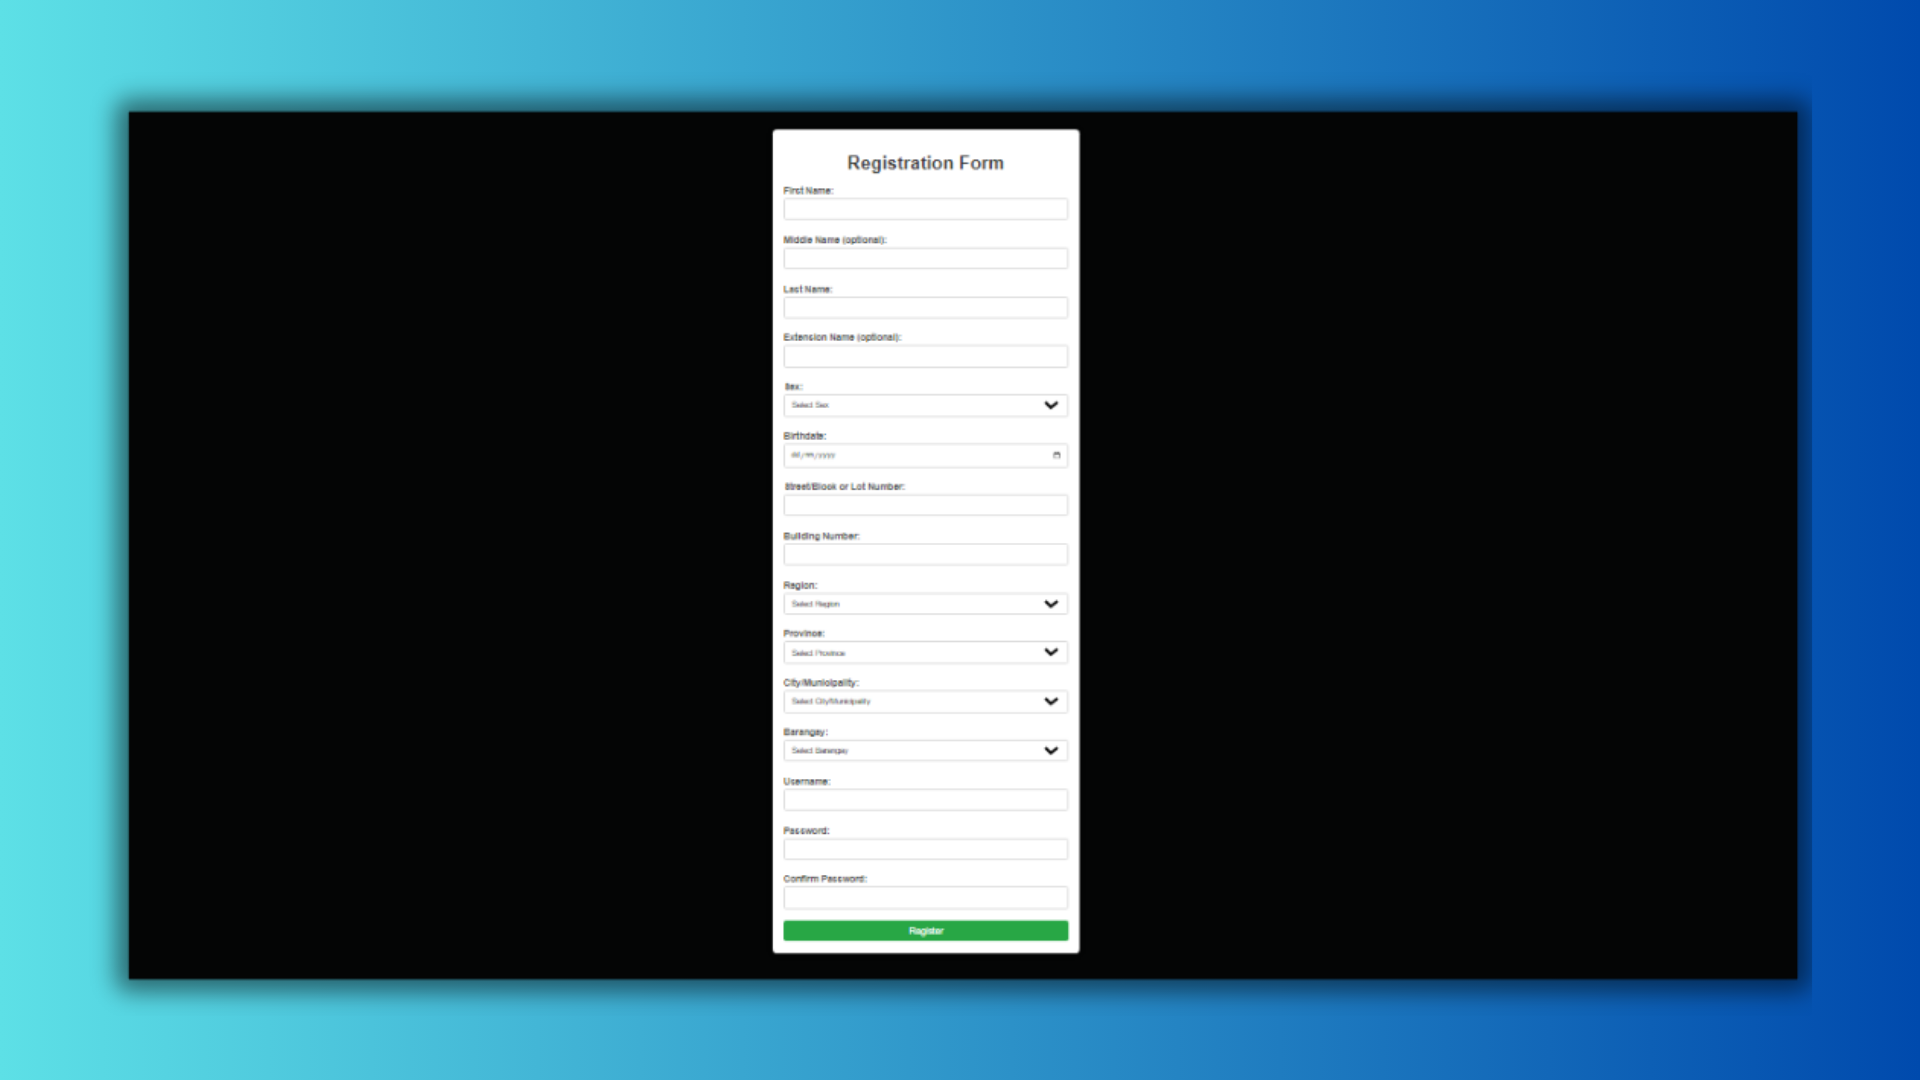 Registration Form
First Name:
Middle Name (optional):
Last Name:
Extension Name (optional):
Sex:
Select Sex
Birthdate:
dd/mm/yyyy
Street/Block or Lot Number:
Building Number:
Region:
Select Region
Province:
Select Province
City/Municipality:
Select City/Municipality
Barangay:
Select Barangay
Username:
Password:
Confirm Password:
Register